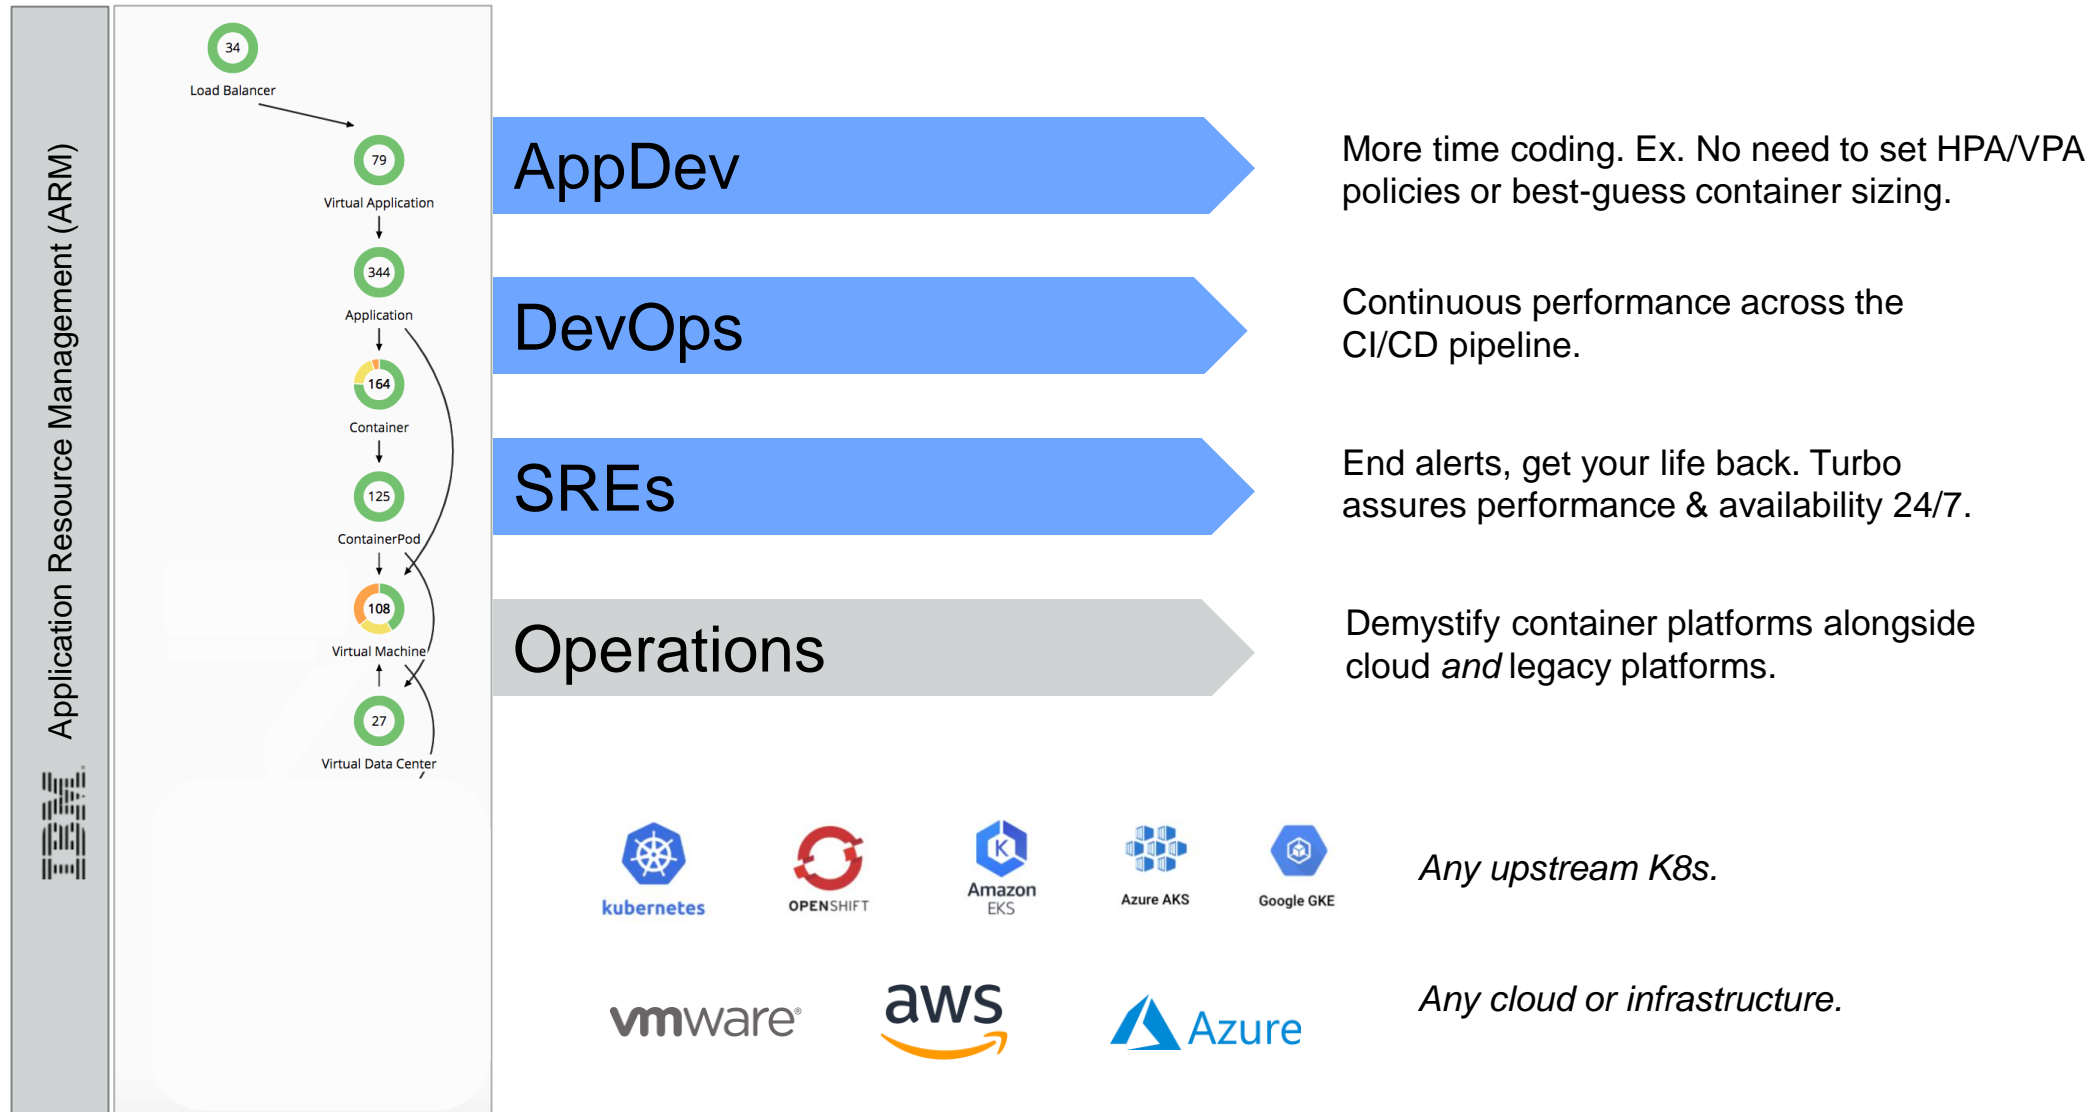 IBM Application Resource Management (ARM)
34
Load Balancer
79
Virtual Application
344
Application
164
Container
125
ContainerPod
108
Virtual Machine
27
Virtual Data Center
AppDev
More time coding. Ex. No need to set HPA/VPA
policies or best-guess container sizing.
DevOps
Continuous performance across the
CI/CD pipeline.
SREs
End alerts, get your life back. Turbo
assures performance & availability 24/7.
Operations
Demystify container platforms alongside
cloud and legacy platforms.
kubernetes
OPENSHIFT
K
Amazon
EKS
Azure AKS
Google GKE
Any upstream K8s.
vmware®
aws
Azure
Any cloud or infrastructure.